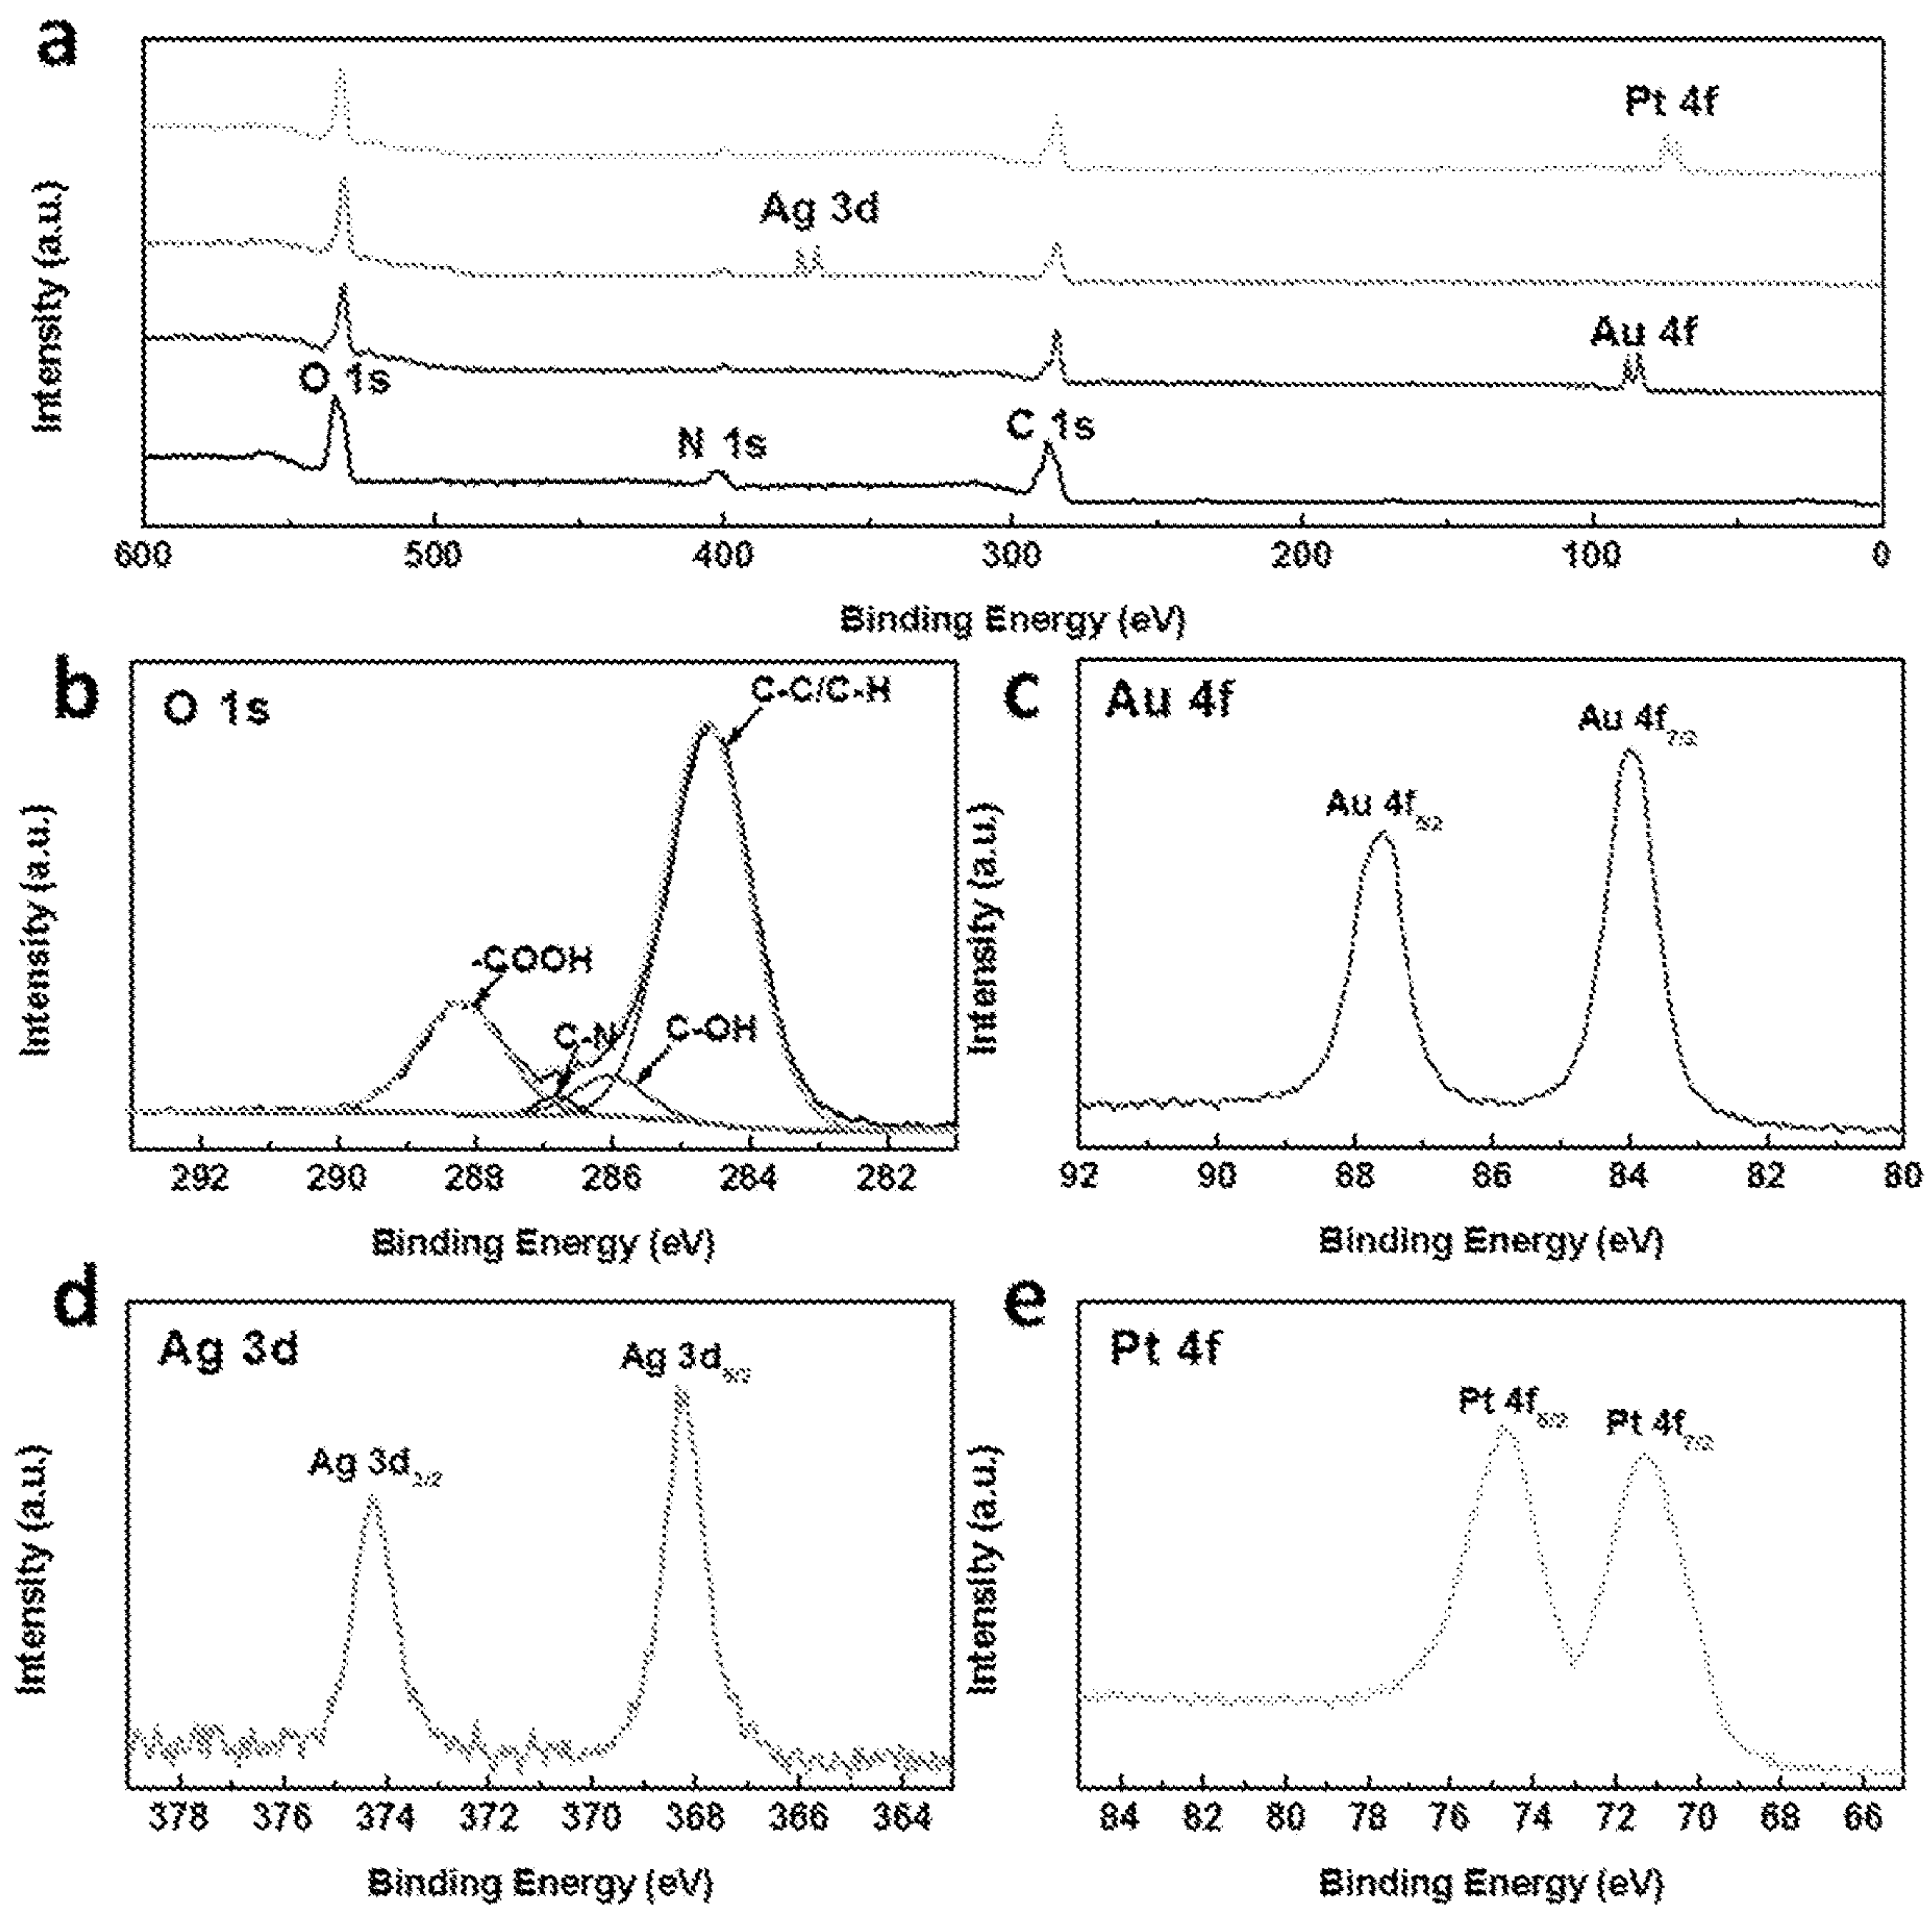 a
Pt 4f
Ag 3d
Au 4f
O 1s
N 1s
C 1s
Intensity (a.u.)
600 500 400 300 200 100 0
Binding Energy (eV)
b
O 1s
C-C/C-H
-COOH
C-N
C-OH
Intensity (a.u.)
292 290 288 286 284 282
Binding Energy (eV)
c
Au 4f
Au 4f7/2
Au 4f5/2
Intensity (a.u.)
92 90 88 86 84 82 80
Binding Energy (eV)
d
Ag 3d
Ag 3d5/2
Ag 3d3/2
Intensity (a.u.)
378 376 374 372 370 368 366 364
Binding Energy (eV)
e
Pt 4f
Pt 4f5/2
Pt 4f7/2
Intensity (a.u.)
84 82 80 78 76 74 72 70 68 66
Binding Energy (eV)